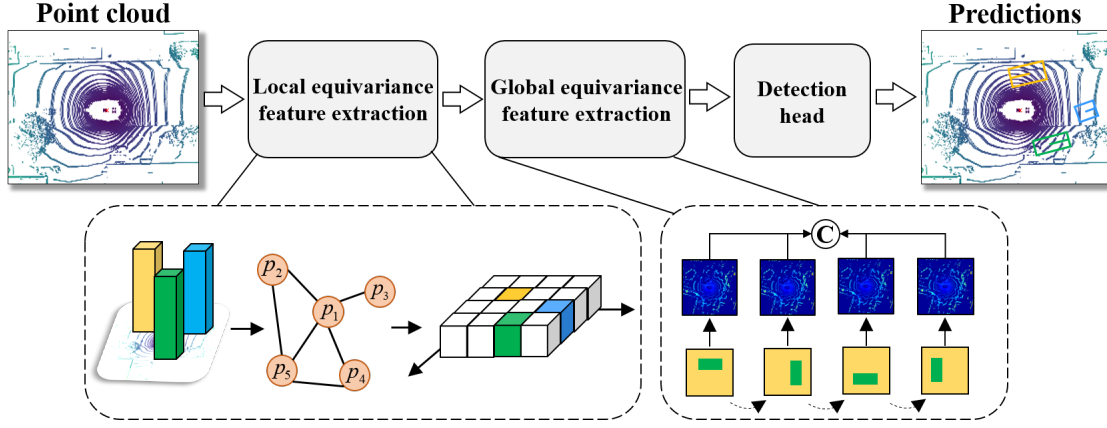 Point cloud
Predictions
Local equivariance
feature extraction
Global equivariance
feature extraction
Detection
head
C
p2
p3
p1
p5
p4